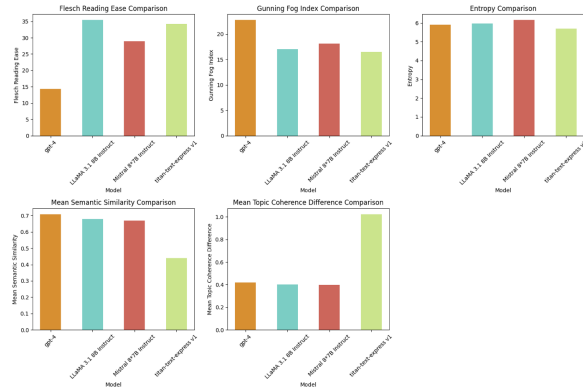 Flesch Reading Ease Comparison
Flesch Reading Ease
35
30
25
20
15
10
5
0
gpt-4
LLaMA 3.1 8B Instruct
Mistral 8*7B Instruct
titan-text-express v1
Model
Gunning Fog Index Comparison
Gunning Fog Index
20
15
10
5
0
gpt-4
LLaMA 3.1 8B Instruct
Mistral 8*7B Instruct
titan-text-express v1
Model
Entropy Comparison
Entropy
6
5
4
3
2
1
0
gpt-4
LLaMA 3.1 8B Instruct
Mistral 8*7B Instruct
titan-text-express v1
Model
Mean Semantic Similarity Comparison
Mean Semantic Similarity
0.7
0.6
0.5
0.4
0.3
0.2
0.1
0.0
gpt-4
LLaMA 3.1 8B Instruct
Mistral 8*7B Instruct
titan-text-express v1
Model
Mean Topic Coherence Difference Comparison
Mean Topic Coherence Difference
1.0
0.8
0.6
0.4
0.2
0.0
gpt-4
LLaMA 3.1 8B Instruct
Mistral 8*7B Instruct
titan-text-express v1
Model